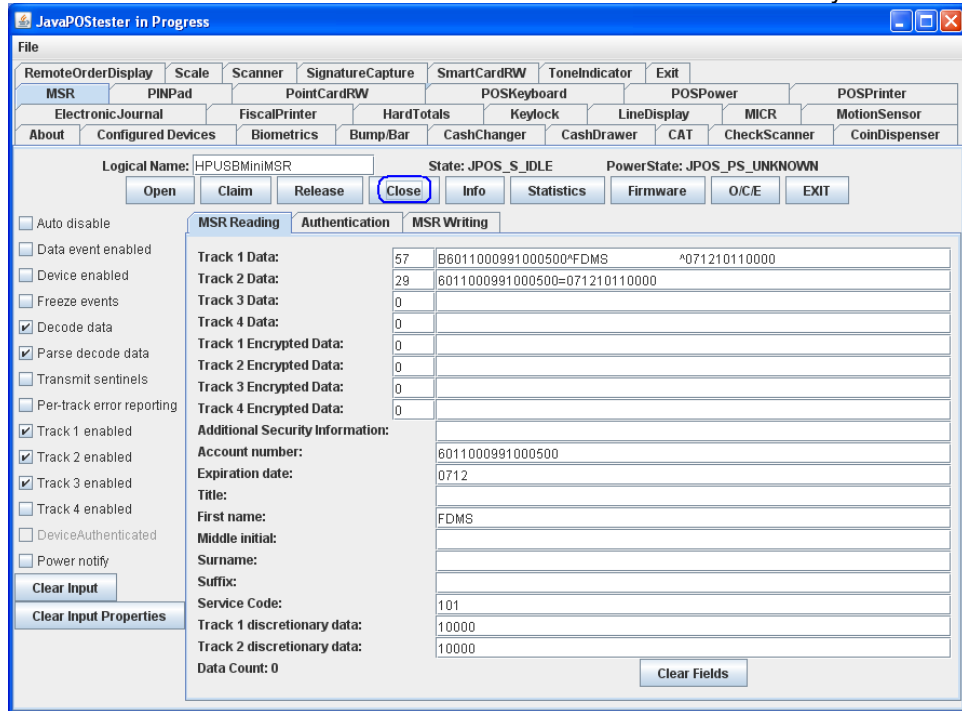 JavaPOStester in Progress
File
RemoteOrderDisplay Scale Scanner SignatureCapture SmartCardRW ToneIndicator Exit
MSR PINPad PointCardRW POSKeyboard POSPower POSPrinter
ElectronicJournal FiscalPrinter HardTotals Keylock LineDisplay MICR MotionSensor
About Configured Devices Biometrics Bump/Bar CashChanger CashDrawer CAT CheckScanner CoinDispenser
Logical Name: HPUSBMiniMSR State: JPOS_S_IDLE PowerState: JPOS_PS_UNKNOWN
Open Claim Release Close Info Statistics Firmware O/C/E EXIT
Auto disable
Data event enabled
Device enabled
Freeze events
Decode data
Parse decode data
Transmit sentinels
Per-track error reporting
Track 1 enabled
Track 2 enabled
Track 3 enabled
Track 4 enabled
DeviceAuthenticated
Power notify
Clear Input
Clear Input Properties
MSR Reading Authentication MSR Writing
Track 1 Data: 57 B6011000991000500^FDMS ^071210110000
Track 2 Data: 29 6011000991000500=071210110000
Track 3 Data: 0
Track 4 Data: 0
Track 1 Encrypted Data: 0
Track 2 Encrypted Data: 0
Track 3 Encrypted Data: 0
Track 4 Encrypted Data: 0
Additional Security Information:
Account number: 6011000991000500
Expiration date: 0712
Title:
First name: FDMS
Middle initial:
Surname:
Suffix:
Service Code: 101
Track 1 discretionary data: 10000
Track 2 discretionary data: 10000
Data Count: 0 Clear Fields